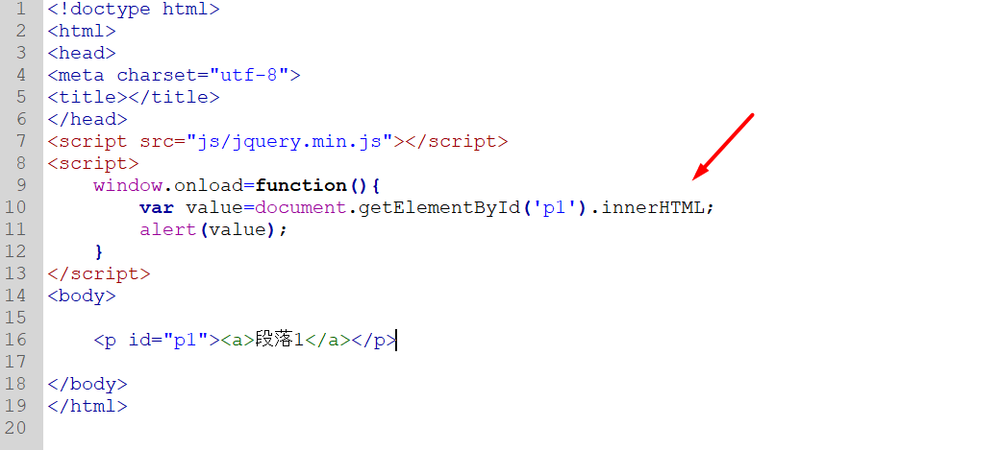 1 <!doctype html>
2 <html>
3 <head>
4 <meta charset="utf-8">
5 <title></title>
6 </head>
7 <script src="js/jquery.min.js"></script>
8 <script>
9     window.onload=function(){
10         var value=document.getElementById('p1').innerHTML;
11         alert(value);
12     }
13 </script>
14 <body>
15
16     <p id="p1"><a>段落1</a></p>
17
18 </body>
19 </html>
20